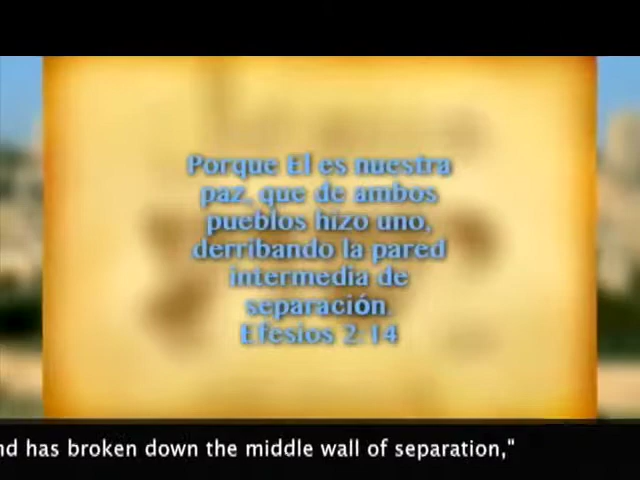 Porque El es nuestra
paz, que de ambos
pueblos hizo uno,
derribando la pared
intermedia de
separación.
Efesios 2:14
nd has broken down the middle wall of separation,"